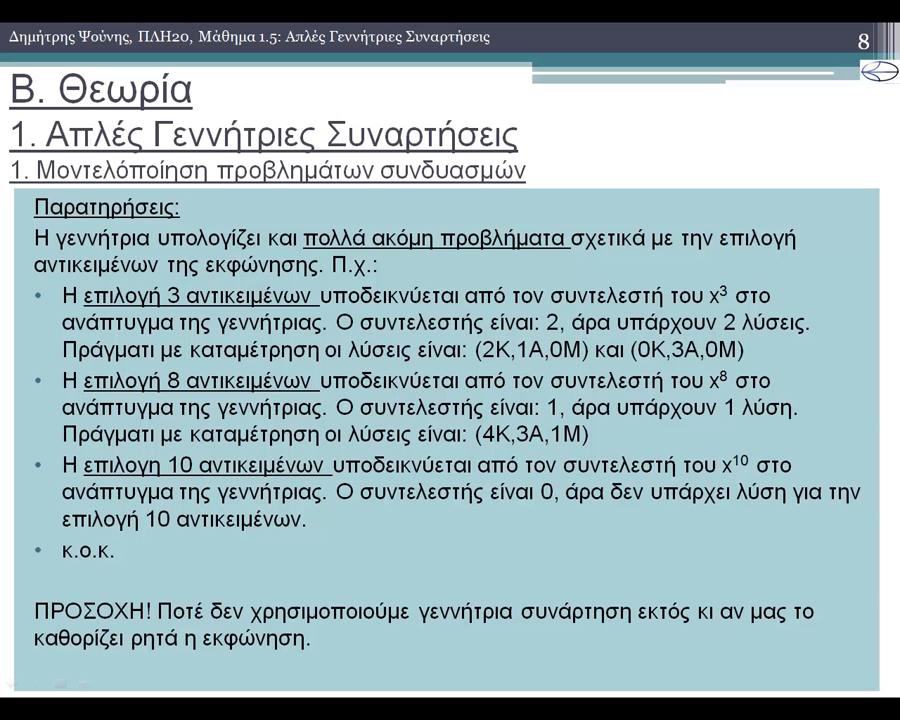 Δημήτρης Ψούνης, ΠΛΗ20, Μάθημα 1.5: Απλές Γεννήτριες Συναρτήσεις
8
Β. Θεωρία
1. Απλές Γεννήτριες Συναρτήσεις
1. Μοντελόποίηση προβλημάτων συνδυασμών
Παρατηρήσεις:
Η γεννήτρια υπολογίζει και πολλά ακόμη προβλήματα σχετικά με την επιλογή
αντικειμένων της εκφώνησης. Π.χ.:
• Η επιλογή 3 αντικειμένων υποδεικνύεται από τον συντελεστή του x³ στο
ανάπτυγμα της γεννήτριας. Ο συντελεστής είναι: 2, άρα υπάρχουν 2 λύσεις.
Πράγματι με καταμέτρηση οι λύσεις είναι: (2Κ,1Α,0Μ) και (0Κ,3Α,0Μ)
• Η επιλογή 8 αντικειμένων υποδεικνύεται από τον συντελεστή του x⁸ στο
ανάπτυγμα της γεννήτριας. Ο συντελεστής είναι: 1, άρα υπάρχουν 1 λύση.
Πράγματι με καταμέτρηση οι λύσεις είναι: (4Κ,3Α,1Μ)
• Η επιλογη 10 αντικειμένων υποδεικνύεται από τον συντελεστή του x¹⁰ στο
ανάπτυγμα της γεννήτριας. Ο συντελεστής είναι 0, άρα δεν υπάρχει λύση για την
επιλογή 10 αντικειμένων.
• κ.ο.κ.
ΠΡΟΣΟΧΗ! Ποτέ δεν χρησιμοποιούμε γεννήτρια συνάρτηση εκτός κι αν μας το
καθορίζει ρητά η εκφώνηση.